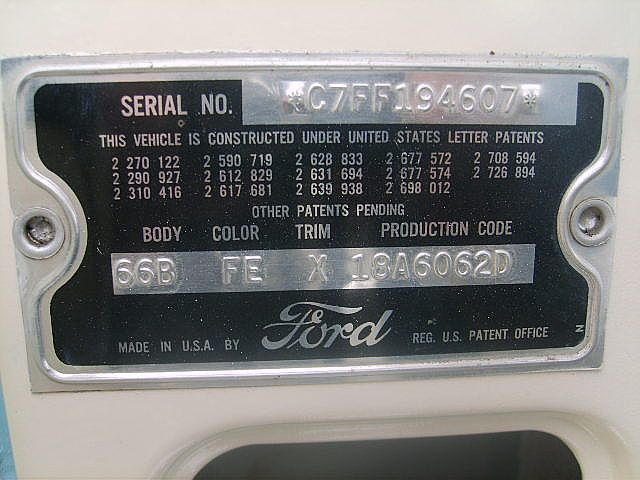 SERIAL NO. *C7FF194607*
THIS VEHICLE IS CONSTRUCTED UNDER UNITED STATES LETTER PATENTS
2 270 122 2 590 719 2 628 833 2 677 572 2 708 594
2 290 927 2 612 829 2 631 694 2 677 574 2 726 894
2 310 416 2 617 681 2 639 938 2 698 012
OTHER PATENTS PENDING
BODY COLOR TRIM PRODUCTION CODE
66B FE X 18A6062D
MADE IN U.S.A. BY Ford REG. U.S. PATENT OFFICE
N